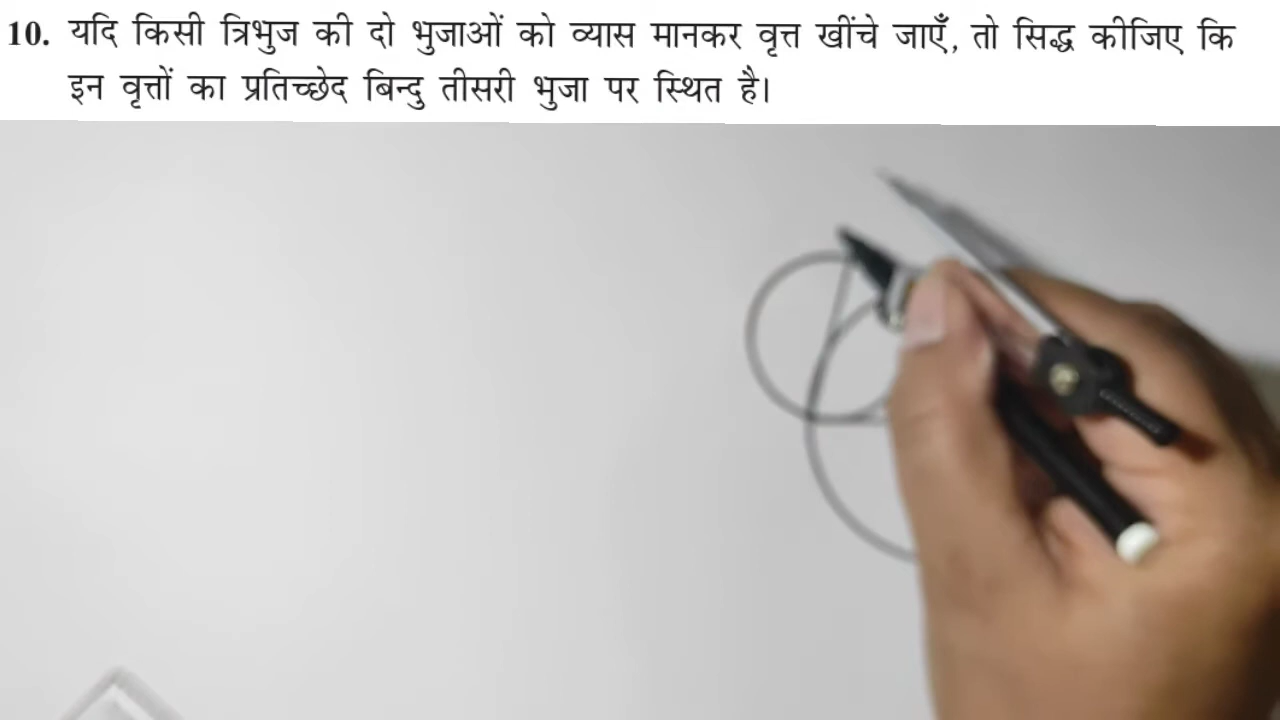 10. यदि किसी त्रिभुज की दो भुजाओं को व्यास मानकर वृत्त खींचे जाएँ, तो सिद्ध कीजिए कि
इन वृत्तों का प्रतिच्छेद बिन्दु तीसरी भुजा पर स्थित है।